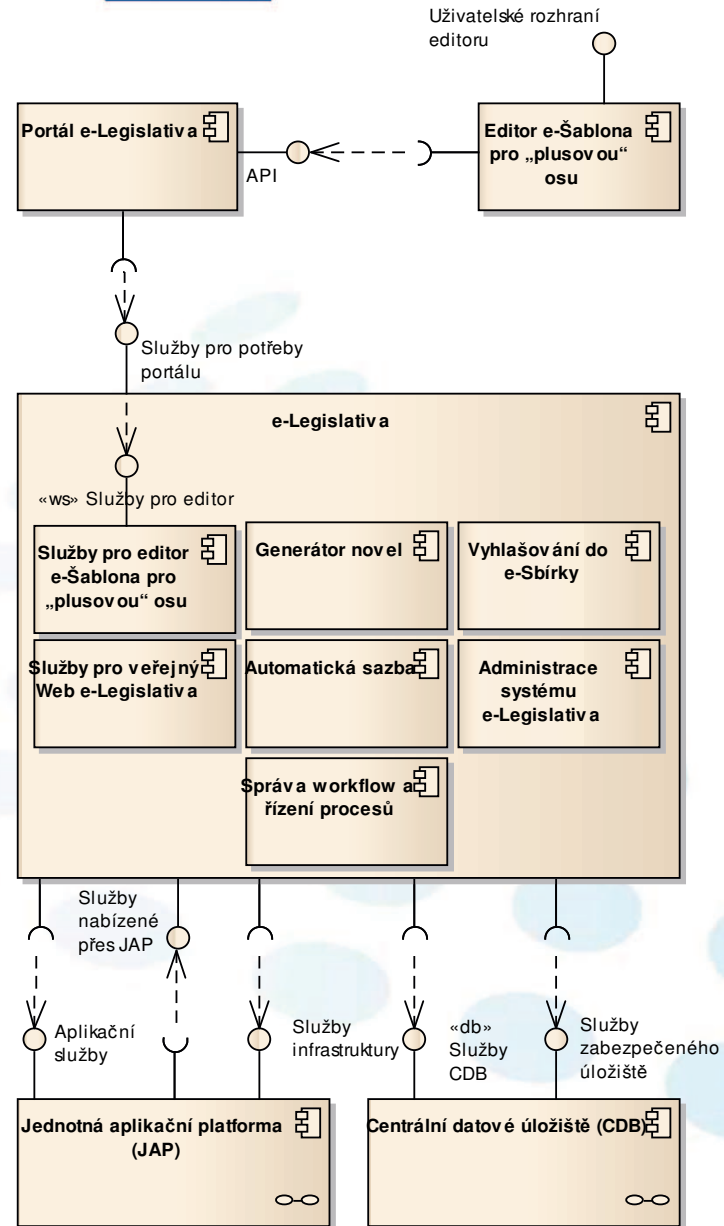 Uživatelské rozhraní
editoru
Portál e-Legislativa
Editor e-Šablona
pro „plusovou“
osu
API
Služby pro potřeby
portálu
e-Legislativa
«ws» Služby pro editor
Služby pro editor
e-Šablona pro
„plusovou“ osu
Generátor novel
Vyhlašování do
e-Sbírky
Služby pro veřejný
Web e-Legislativa
Automatická sazba
Administrace
systému
e-Legislativa
Správa workflow a
řízení procesů
Služby
nabízené
přes JAP
Aplikační
služby
Služby
infrastruktury
«db»
Služby
CDB
Služby
zabezpečeného
úložiště
Jednotná aplikační platforma
(JAP)
Centrální datové úložiště (CDB)